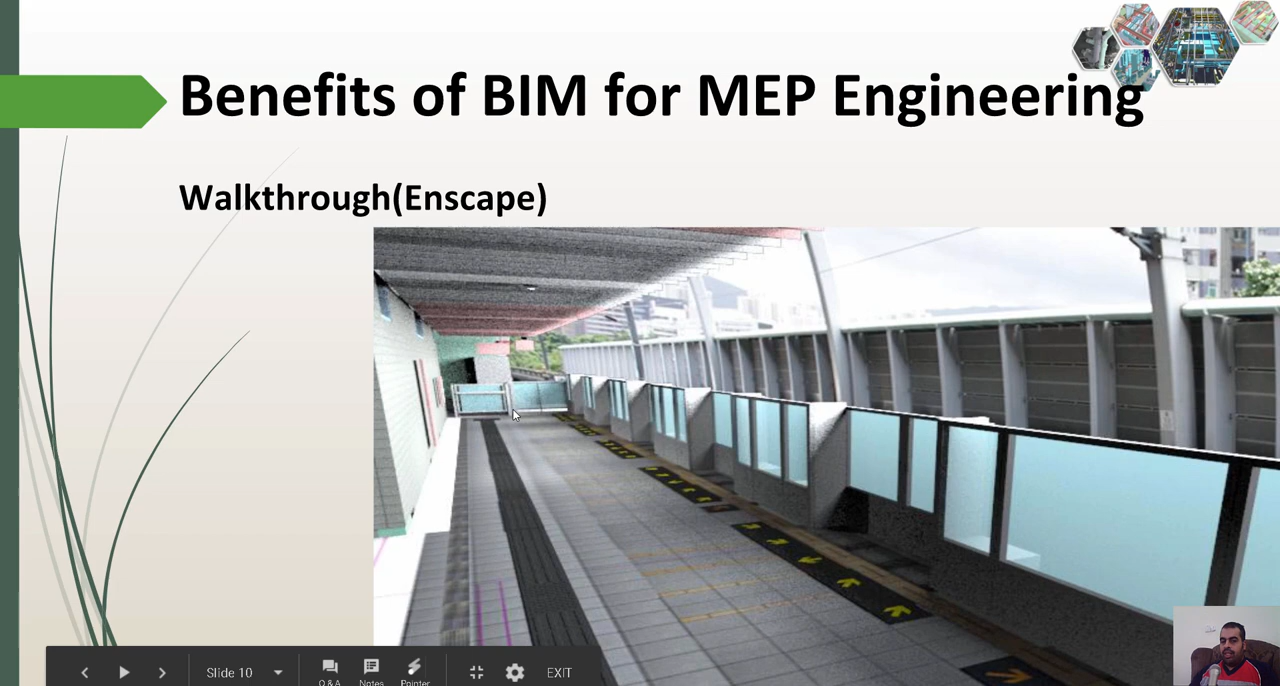 Benefits of BIM for MEP Engineering
Walkthrough(Enscape)
Slide 10
Q & A
Notes
Pointer
EXIT